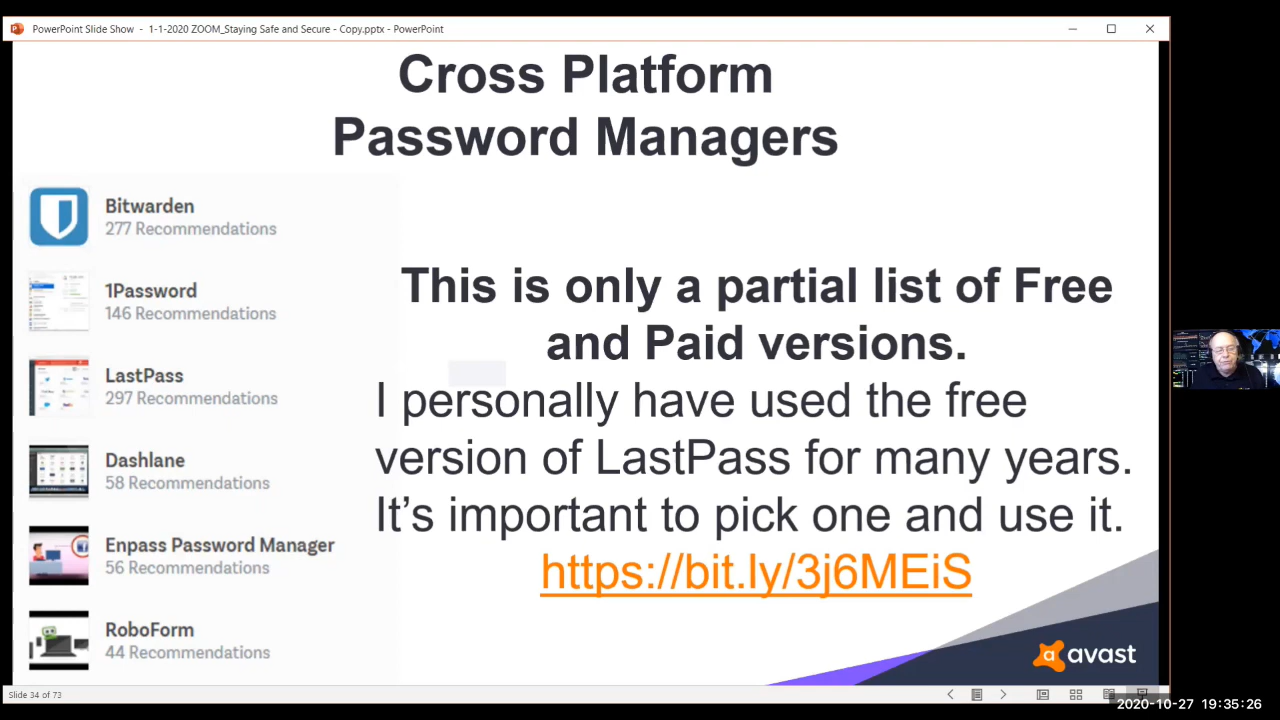 PowerPoint Slide Show - 1-1-2020 ZOOM_Staying Safe and Secure - Copy.pptx - PowerPoint
Cross Platform
Password Managers
Bitwarden
277 Recommendations
1Password
146 Recommendations
LastPass
297 Recommendations
Dashlane
58 Recommendations
Enpass Password Manager
56 Recommendations
RoboForm
44 Recommendations
This is only a partial list of Free
and Paid versions.
I personally have used the free
version of LastPass for many years.
It's important to pick one and use it.
https://bit.ly/3j6MEiS
avast
Slide 34 of 73
2020-10-27 19:35:26